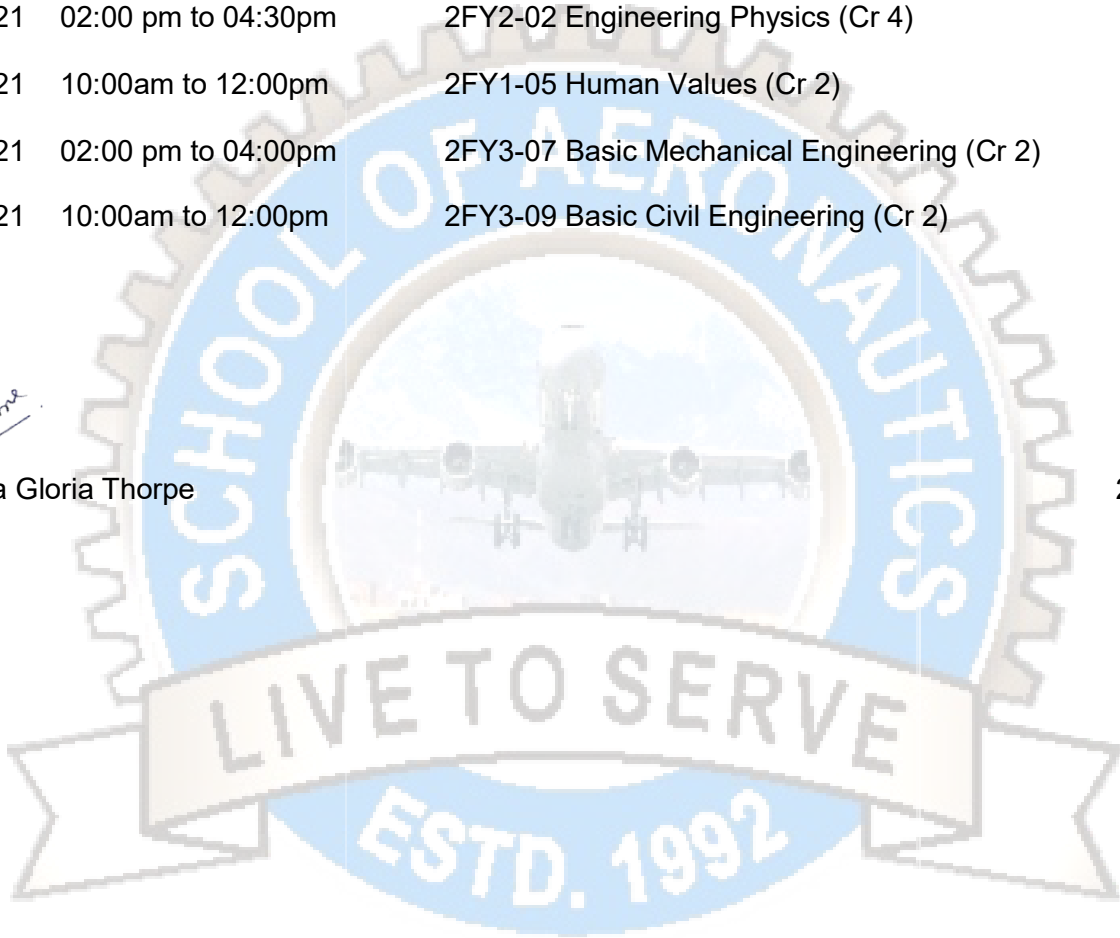 21 02:00 pm to 04:30pm 2FY2-02 Engineering Physics (Cr 4)
21 10:00am to 12:00pm 2FY1-05 Human Values (Cr 2)
21 02:00 pm to 04:00pm 2FY3-07 Basic Mechanical Engineering (Cr 2)
21 10:00am to 12:00pm 2FY3-09 Basic Civil Engineering (Cr 2)
SCHOOL OF AERONAUTICS
a Gloria Thorpe
LIVE TO SERVE
ESTD. 1992